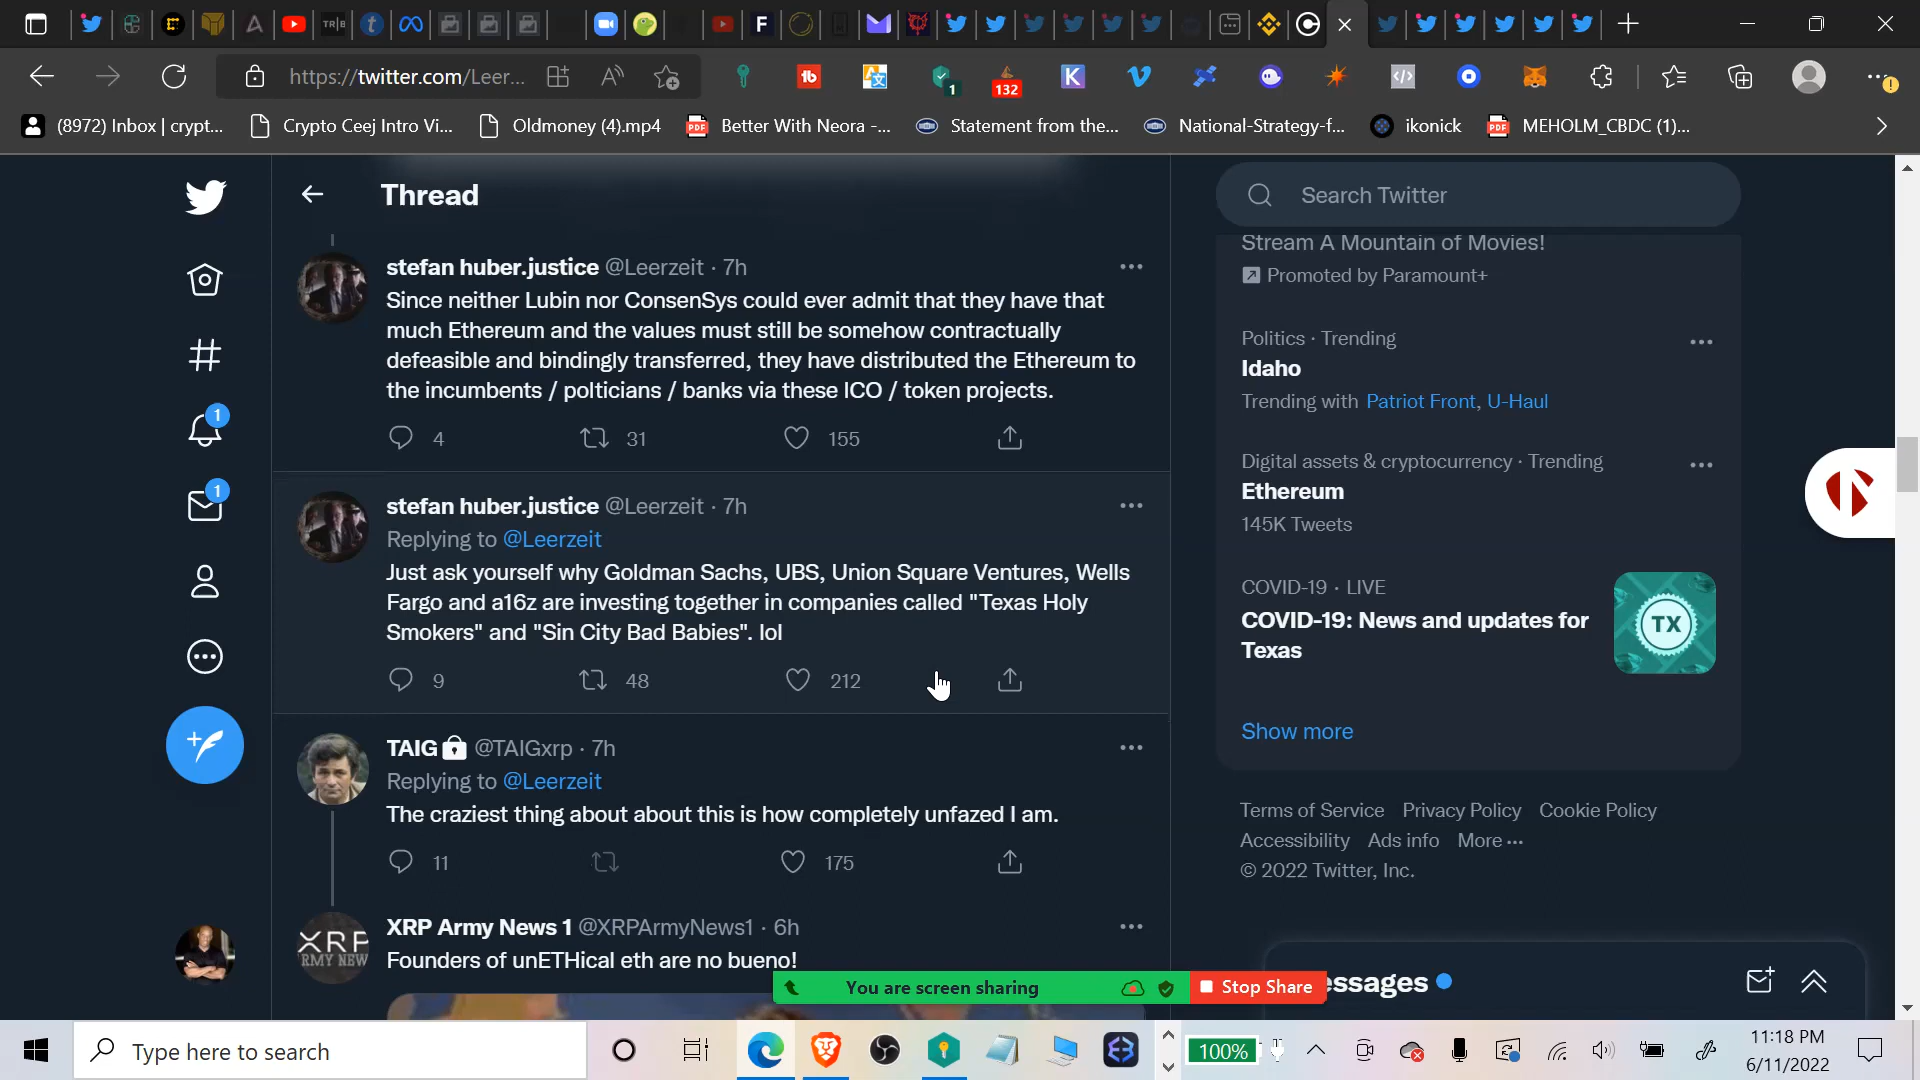 TR|B
F
https://twitter.com/Leer...
1
132
K
(8972) Inbox | crypt...
Crypto Ceej Intro Vi...
Oldmoney (4).mp4
Better With Neora -...
Statement from the...
National-Strategy-f...
ikonick
MEHOLM_CBDC (1)...
Thread
Search Twitter
stefan huber.justice @Leerzeit · 7h
Since neither Lubin nor ConsenSys could ever admit that they have that
much Ethereum and the values must still be somehow contractually
defeasible and bindingly transferred, they have distributed the Ethereum to
the incumbents / polticians / banks via these ICO / token projects.
4 31 155
stefan huber.justice @Leerzeit · 7h
Replying to @Leerzeit
Just ask yourself why Goldman Sachs, UBS, Union Square Ventures, Wells
Fargo and a16z are investing together in companies called "Texas Holy
Smokers" and "Sin City Bad Babies". lol
9 48 212
TAIG @TAIGxrp · 7h
Replying to @Leerzeit
The craziest thing about about this is how completely unfazed I am.
11 175
XRP Army News 1 @XRPArmyNews1 · 6h
Founders of unETHical eth are no bueno!
XRP
RMY NEW
1
1
Stream A Mountain of Movies!
Promoted by Paramount+
Politics · Trending
Idaho
Trending with Patriot Front, U-Haul
Digital assets & cryptocurrency · Trending
Ethereum
145K Tweets
COVID-19 · LIVE
COVID-19: News and updates for
Texas
TX
Show more
Terms of Service Privacy Policy Cookie Policy
Accessibility Ads info More ···
© 2022 Twitter, Inc.
You are screen sharing
Stop Share
essages
Type here to search
100%
11:18 PM
6/11/2022